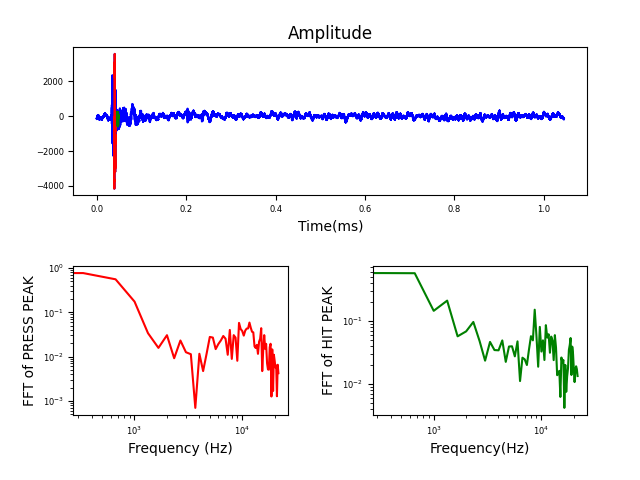 Amplitude
2000
0
−2000
−4000
0.0 0.2 0.4 0.6 0.8 1.0
Time(ms)
FFT of PRESS PEAK
10⁰
10⁻¹
10⁻²
10⁻³
10³ 10⁴
Frequency (Hz)
FFT of HIT PEAK
10⁻¹
10⁻²
10³ 10⁴
Frequency(Hz)